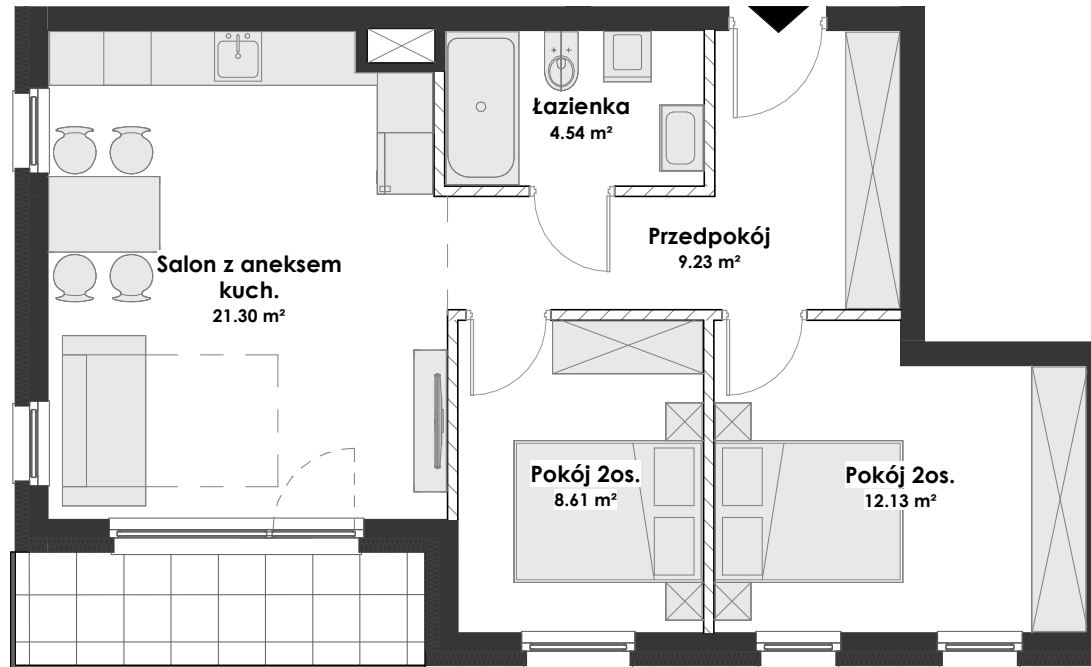 Łazienka
4.54 m²
Przedpokój
9.23 m²
Salon z aneksem
kuch.
21.30 m²
Pokój 2os.
8.61 m²
Pokój 2os.
12.13 m²